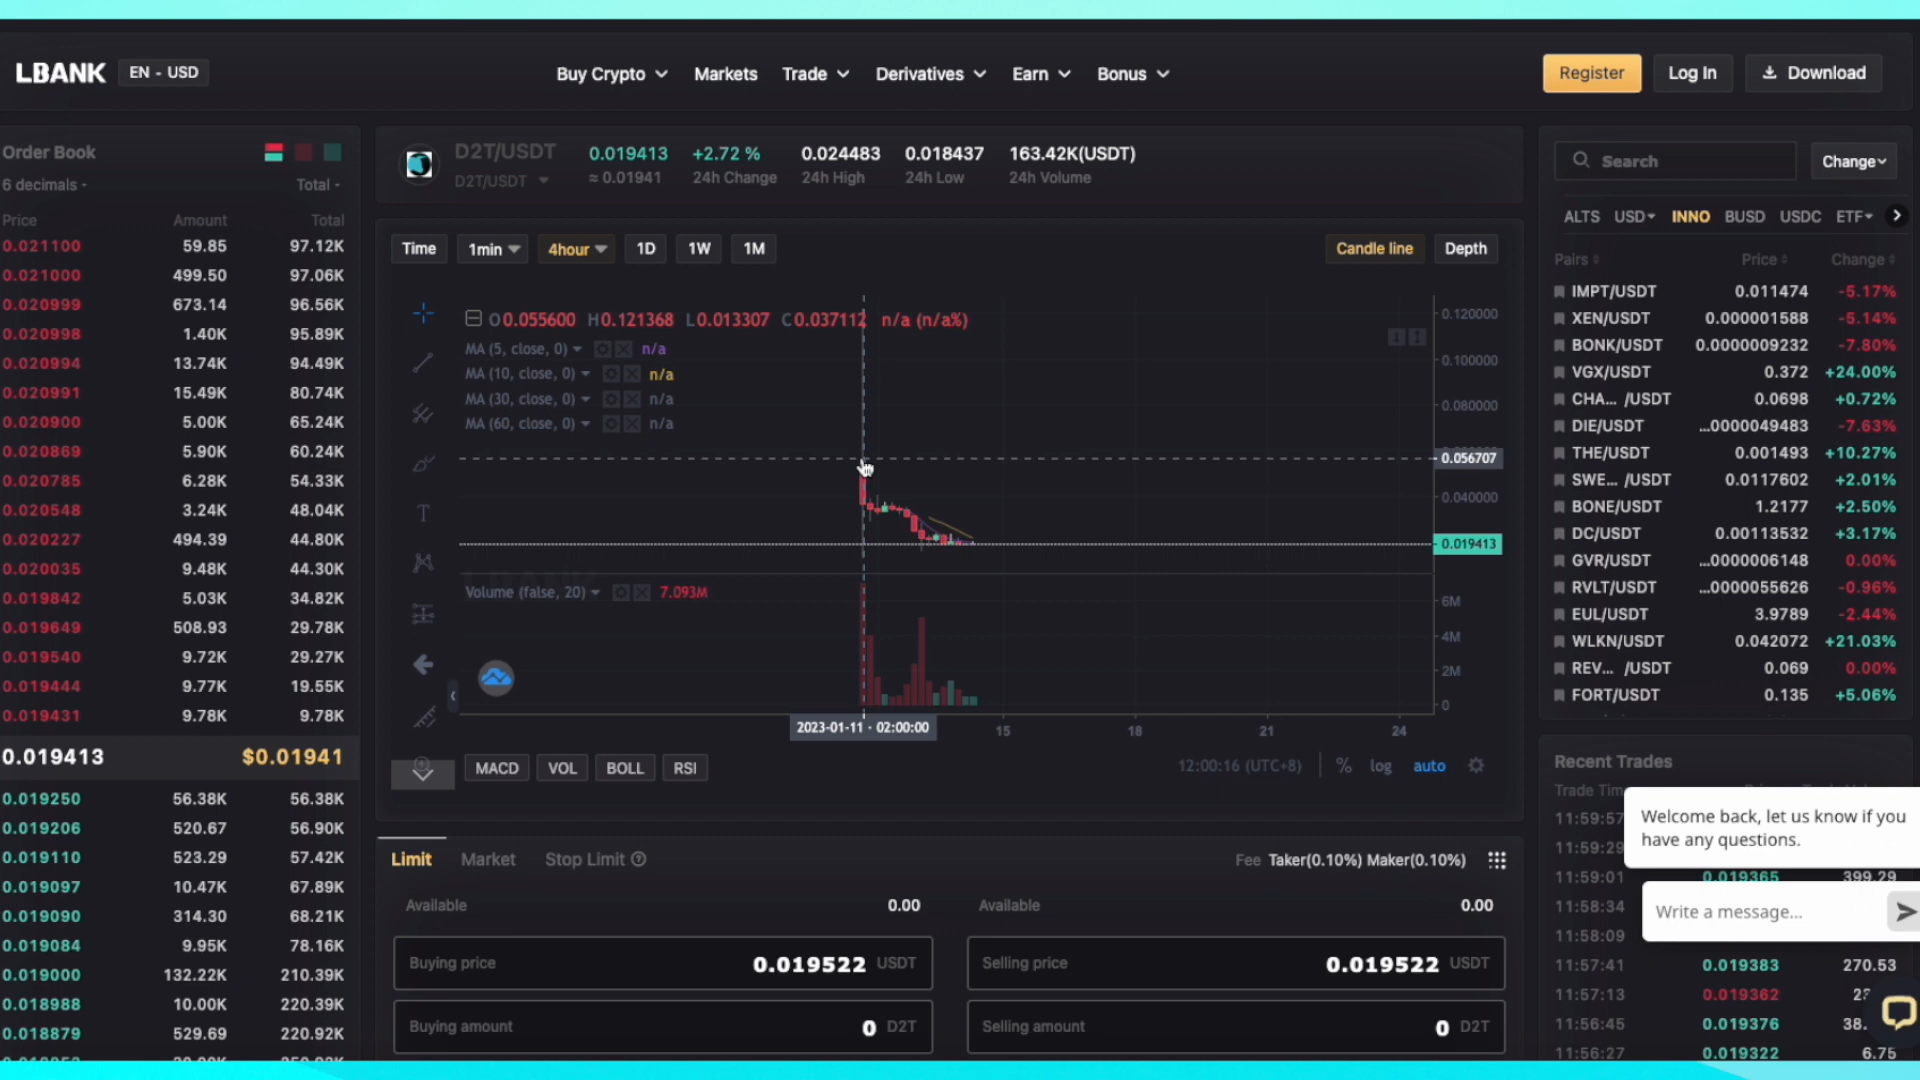 LBANK EN - USD Buy Crypto Markets Trade Derivatives Earn Bonus Register Log In Download
Order Book
6 decimals Total
Price Amount Total
0.021100 59.85 97.12K
0.021000 499.50 97.06K
0.020999 673.14 96.56K
0.020998 1.40K 95.89K
0.020994 13.74K 94.49K
0.020991 15.49K 80.74K
0.020900 5.00K 65.24K
0.020869 5.90K 60.24K
0.020785 6.28K 54.33K
0.020548 3.24K 48.04K
0.020227 494.39 44.80K
0.020035 9.48K 44.30K
0.019842 5.03K 34.82K
0.019649 508.93 29.78K
0.019540 9.72K 29.27K
0.019444 9.77K 19.55K
0.019431 9.78K 9.78K
0.019413 $0.01941
0.019250 56.38K 56.38K
0.019206 520.67 56.90K
0.019110 523.29 57.42K
0.019097 10.47K 67.89K
0.019090 314.30 68.21K
0.019084 9.95K 78.16K
0.019000 132.22K 210.39K
0.018988 10.00K 220.39K
0.018879 529.69 220.92K
D2T/USDT 0.019413 +2.72 % 0.024483 0.018437 163.42K(USDT)
D2T/USDT ≈ 0.01941 24h Change 24h High 24h Low 24h Volume
Time 1min 4hour 1D 1W 1M Candle line Depth
O0.055600 H0.121368 L0.013307 C0.037112 n/a (n/a%)
MA (5, close, 0) n/a
MA (10, close, 0) n/a
MA (30, close, 0) n/a
MA (60, close, 0) n/a
0.120000
0.100000
0.080000
0.056707
0.040000
0.019413
LBANK
Volume (false, 20) 7.093M
6M
4M
2M
0
2023-01-11 - 02:00:00 15 18 21 24
MACD VOL BOLL RSI 12:00:16 (UTC+8) % log auto
Limit Market Stop Limit Fee Taker(0.10%) Maker(0.10%)
Available 0.00 Available 0.00
Buying price 0.019522 USDT Selling price 0.019522 USDT
Buying amount 0 D2T Selling amount 0 D2T
Search Change
ALTS USD INNO BUSD USDC ETF
Pairs Price Change
IMPT/USDT 0.011474 -5.17%
XEN/USDT 0.000001588 -5.14%
BONK/USDT 0.0000009232 -7.80%
VGX/USDT 0.372 +24.00%
CHA... /USDT 0.0698 +0.72%
DIE/USDT ...0000049483 -7.63%
THE/USDT 0.001493 +10.27%
SWE... /USDT 0.0117602 +2.01%
BONE/USDT 1.2177 +2.50%
DC/USDT 0.00113532 +3.17%
GVR/USDT ...0000006148 0.00%
RVLT/USDT ...0000055626 -0.96%
EUL/USDT 3.9789 -2.44%
WLKN/USDT 0.042072 +21.03%
REV... /USDT 0.069 0.00%
FORT/USDT 0.135 +5.06%
Recent Trades
Trade Tim
11:59:57
11:59:29
11:59:01 0.019365 399.29
11:58:34
11:58:09
11:57:41 0.019383 270.53
11:57:13 0.019362
11:56:45 0.019376 38.
11:56:27 0.019322 6.75
Welcome back, let us know if you
have any questions.
Write a message...